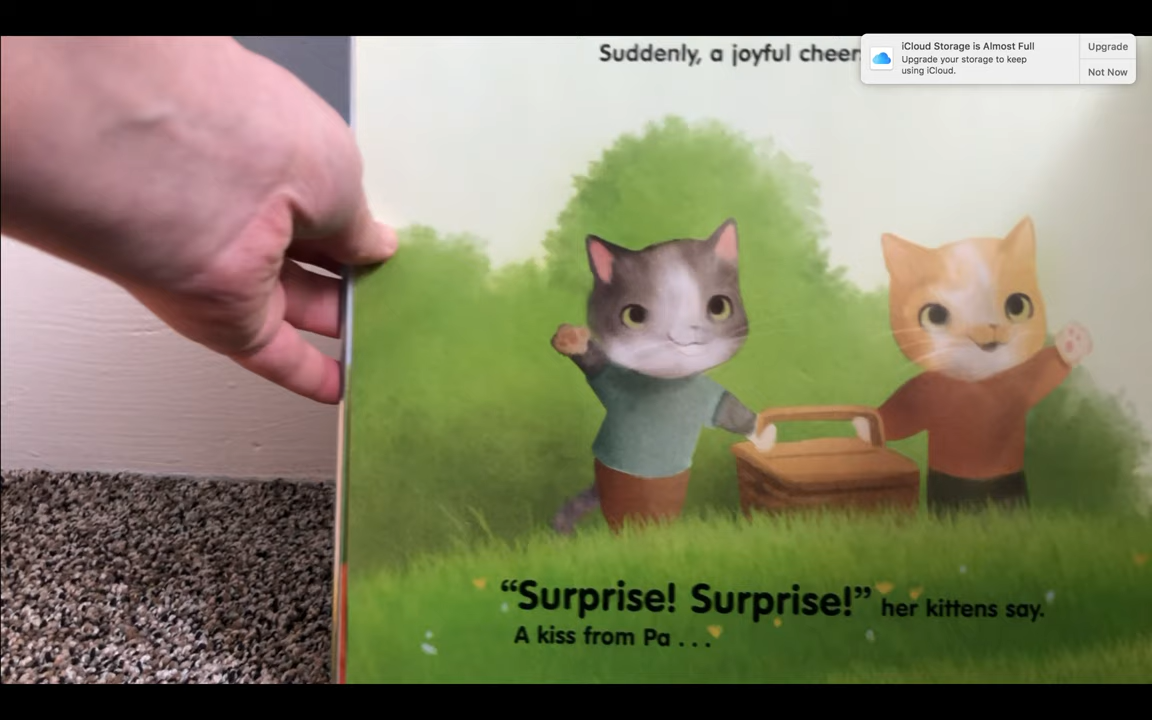 Suddenly, a joyful cheer
iCloud Storage is Almost Full
Upgrade your storage to keep
using iCloud.
Upgrade
Not Now
“Surprise! Surprise!” her kittens say.
A kiss from Pa . . .